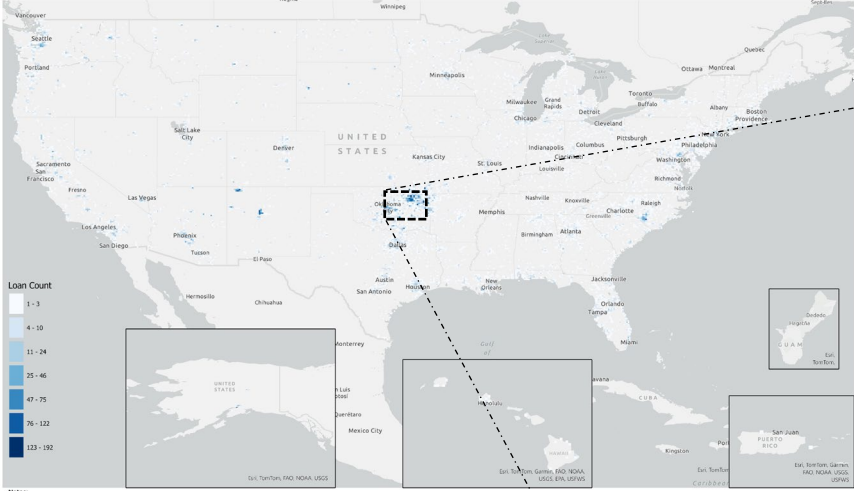 Winnipeg
Vancouver
Seattle
Portland
Quebec
Ottawa
Montreal
Minneapolis
Toronto
Milwaukee
Grand
Rapids
Detroit
Buffalo
Albany
Boston
Providence
Chicago
Cleveland
New York
Salt Lake
City
UNITED
STATES
Pittsburgh
Philadelphia
Denver
Indianapolis
Columbus
Kansas City
Cincinnati
Washington
Sacramento
San
Francisco
St. Louis
Louisville
Richmond
Norfolk
Fresno
Las Vegas
Oklahoma
Nashville
Knoxville
Raleigh
Memphis
Charlotte
Greenville
Los Angeles
Phoenix
Birmingham
Atlanta
San Diego
Tucson
Dallas
El Paso
Austin
Houston
New
Orleans
Jacksonville
San Antonio
Orlando
Tampa
Hermosillo
Chihuahua
Miami
Monterrey
Gulf
of
Loan Count
1 - 3
4 - 10
11 - 24
25 - 46
47 - 75
76 - 122
123 - 192
UNITED
STATES
Esri, TomTom, FAO, NOAA, USGS
Querétaro
Mexico City
Honolulu
Esri, TomTom, Garmin, FAO, NOAA,
USGS, EPA, USFWS
CUBA
Kingston
Dededo
Hagåtña
GUAM
Esri,
TomTom,
San Juan
PUERTO
RICO
Esri, TomTom, Garmin,
FAO, NOAA, USGS,
USFWS
Caribbean